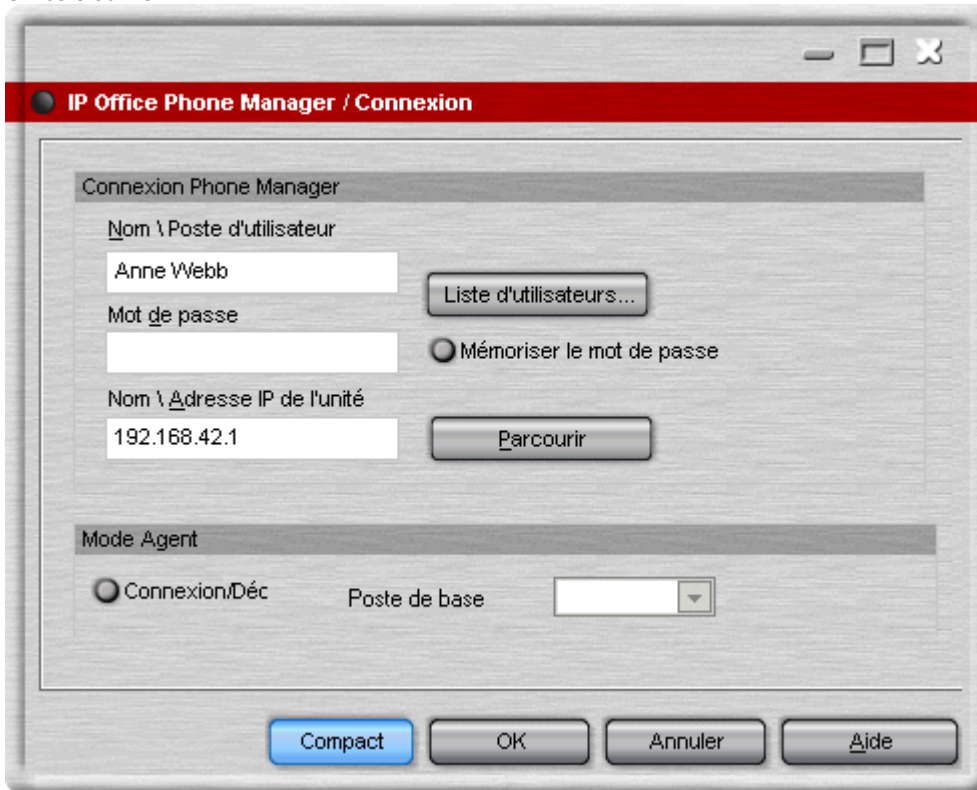 IP Office Phone Manager / Connexion
Connexion Phone Manager
Nom \ Poste d'utilisateur
Anne Webb
Liste d'utilisateurs...
Mot de passe
Mémoriser le mot de passe
Nom \ Adresse IP de l'unité
192.168.42.1
Parcourir
Mode Agent
Connexion/Déc
Poste de base
Compact
OK
Annuler
Aide